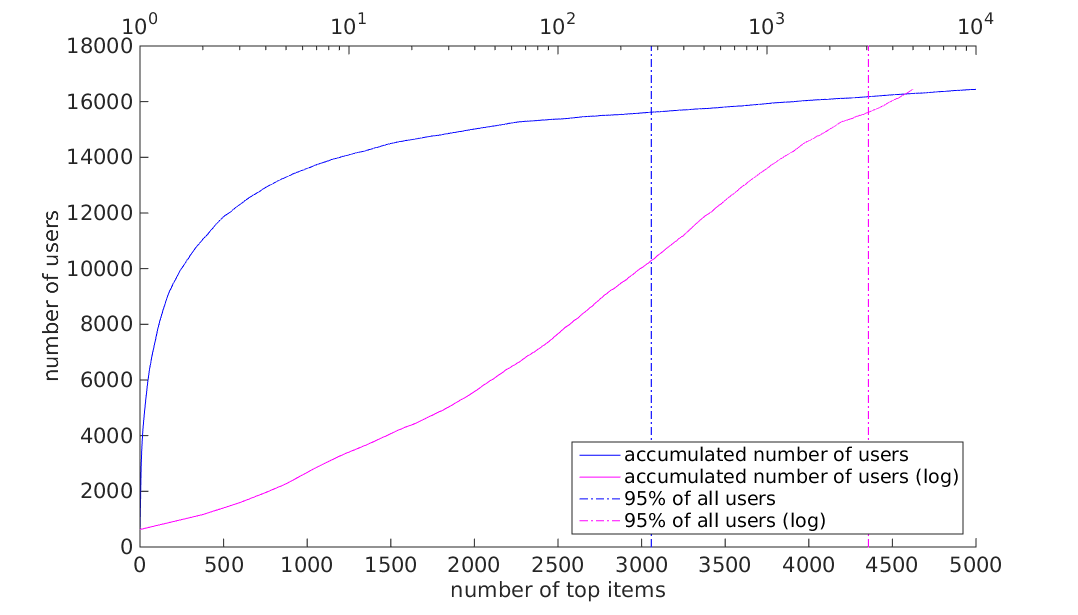 10^0 10^1 10^2 10^3 10^4
18000
16000
14000
12000
10000
8000
6000
4000
2000
0
number of users
accumulated number of users
accumulated number of users (log)
95% of all users
95% of all users (log)
0 500 1000 1500 2000 2500 3000 3500 4000 4500 5000
number of top items